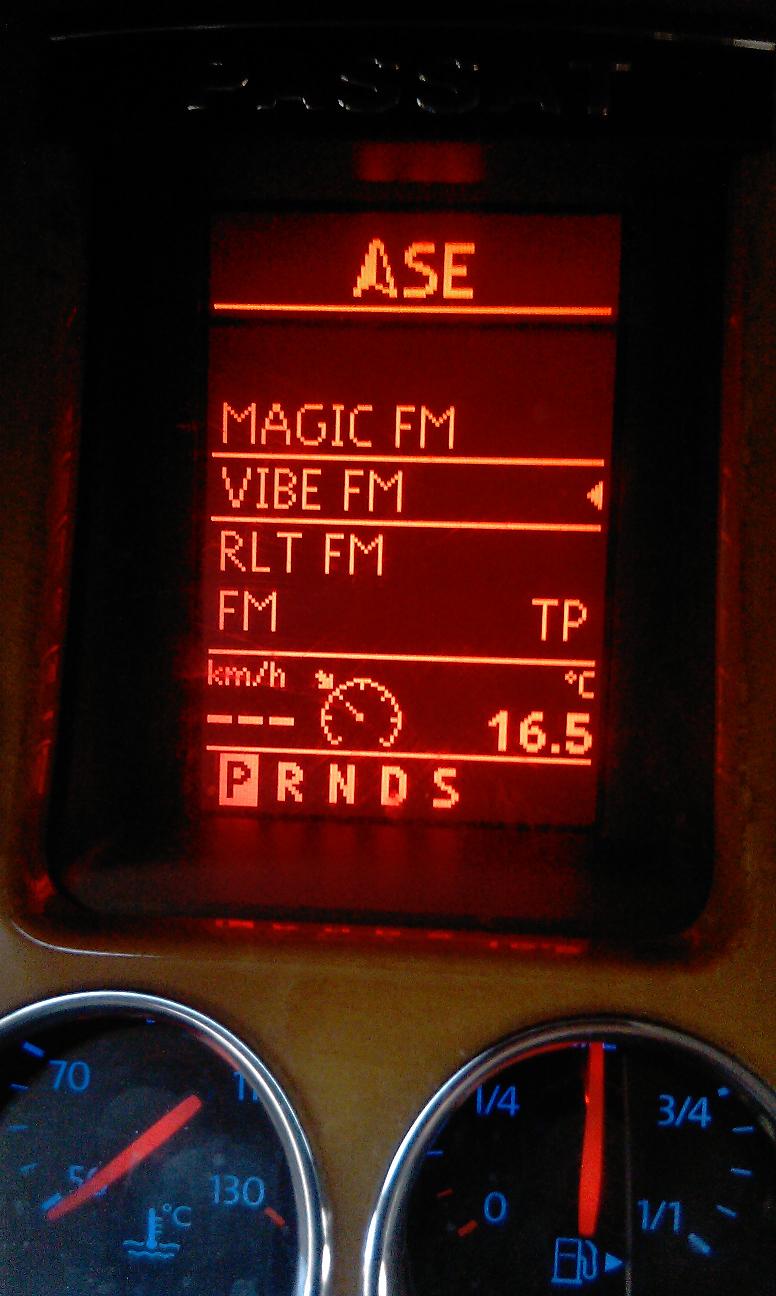 PASSAT
ASE
MAGIC FM
VIBE FM
RLT FM
FM TP
km/h °C
--- 16.5
P R N D S
70
130
°C
1/4 3/4
0 1/1